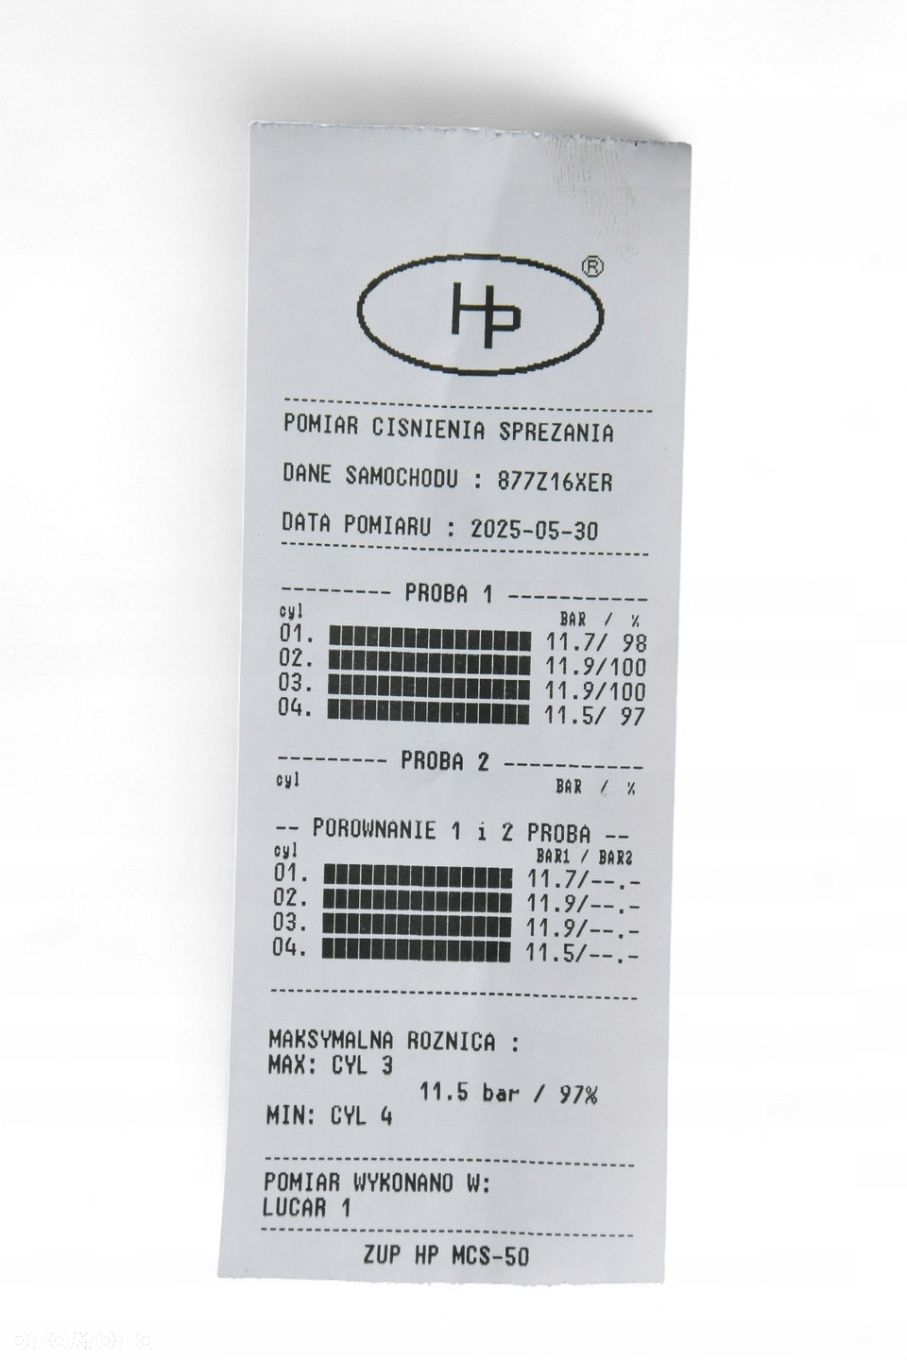 HP ®
POMIAR CISNIENIA SPREZANIA
DANE SAMOCHODU : 877Z16XER
DATA POMIARU : 2025-05-30
--------- PROBA 1 -----------
cyl BAR / %
01. 11.7/ 98
02. 11.9/100
03. 11.9/100
04. 11.5/ 97
--------- PROBA 2 -----------
cyl BAR / %
-- POROWNANIE 1 i 2 PROBA --
cyl BAR1 / BAR2
01. 11.7/--.-
02. 11.9/--.-
03. 11.9/--.-
04. 11.5/--.-
MAKSYMALNA ROZNICA :
MAX: CYL 3
11.5 bar / 97%
MIN: CYL 4
POMIAR WYKONANO W:
LUCAR 1
ZUP HP MCS-50